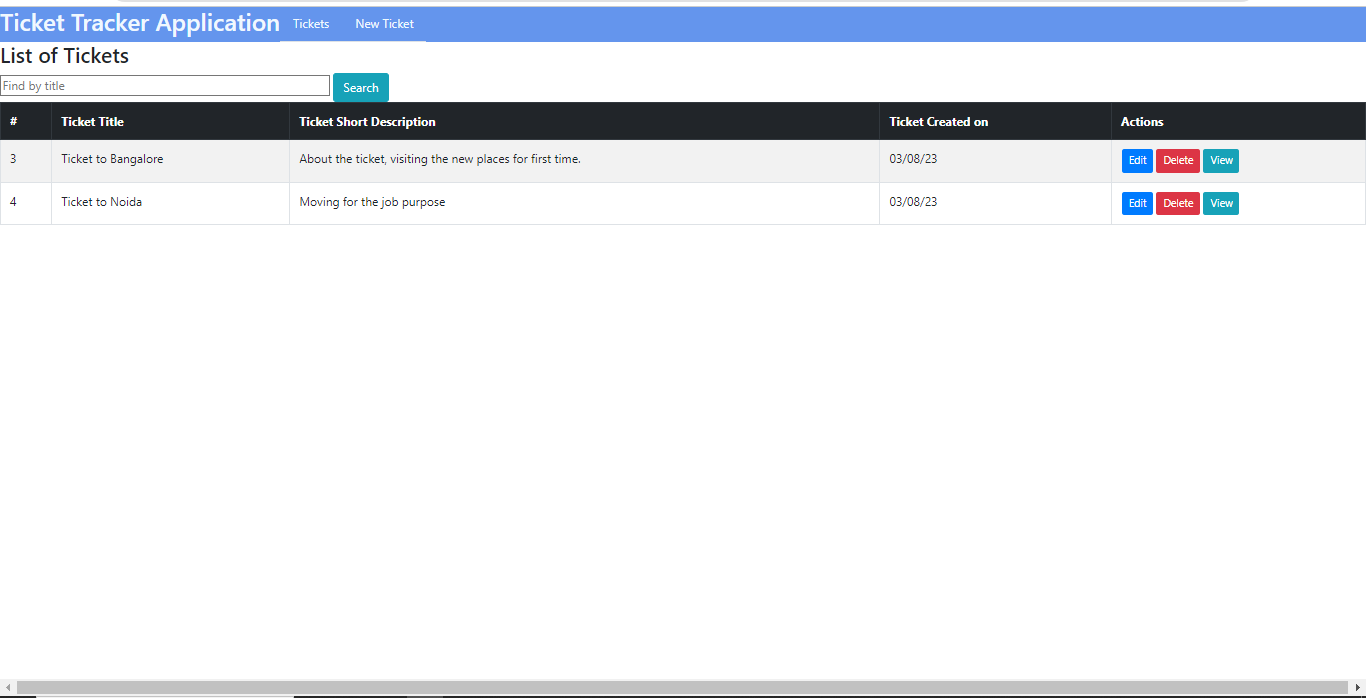 Ticket Tracker Application Tickets New Ticket
List of Tickets
Find by title Search
# Ticket Title Ticket Short Description Ticket Created on Actions
3 Ticket to Bangalore About the ticket, visiting the new places for first time. 03/08/23 Edit Delete View
4 Ticket to Noida Moving for the job purpose 03/08/23 Edit Delete View